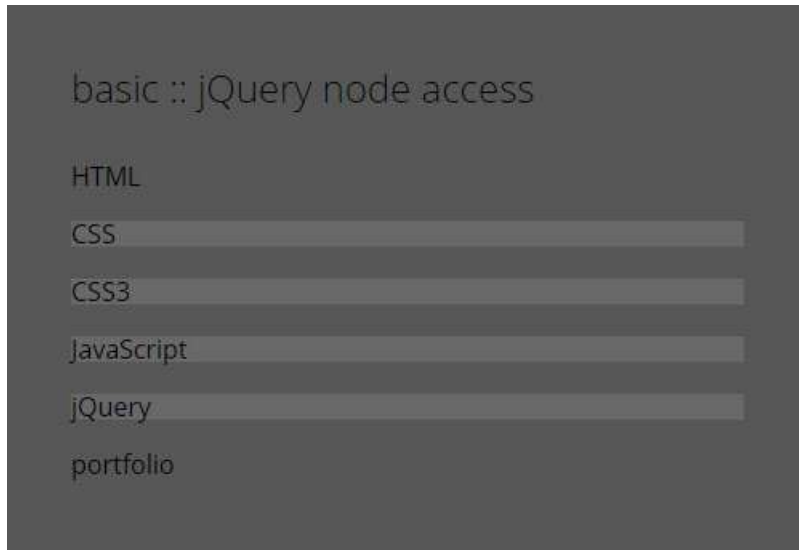 basic :: jQuery node access
HTML
CSS
CSS3
JavaScript
jQuery
portfolio